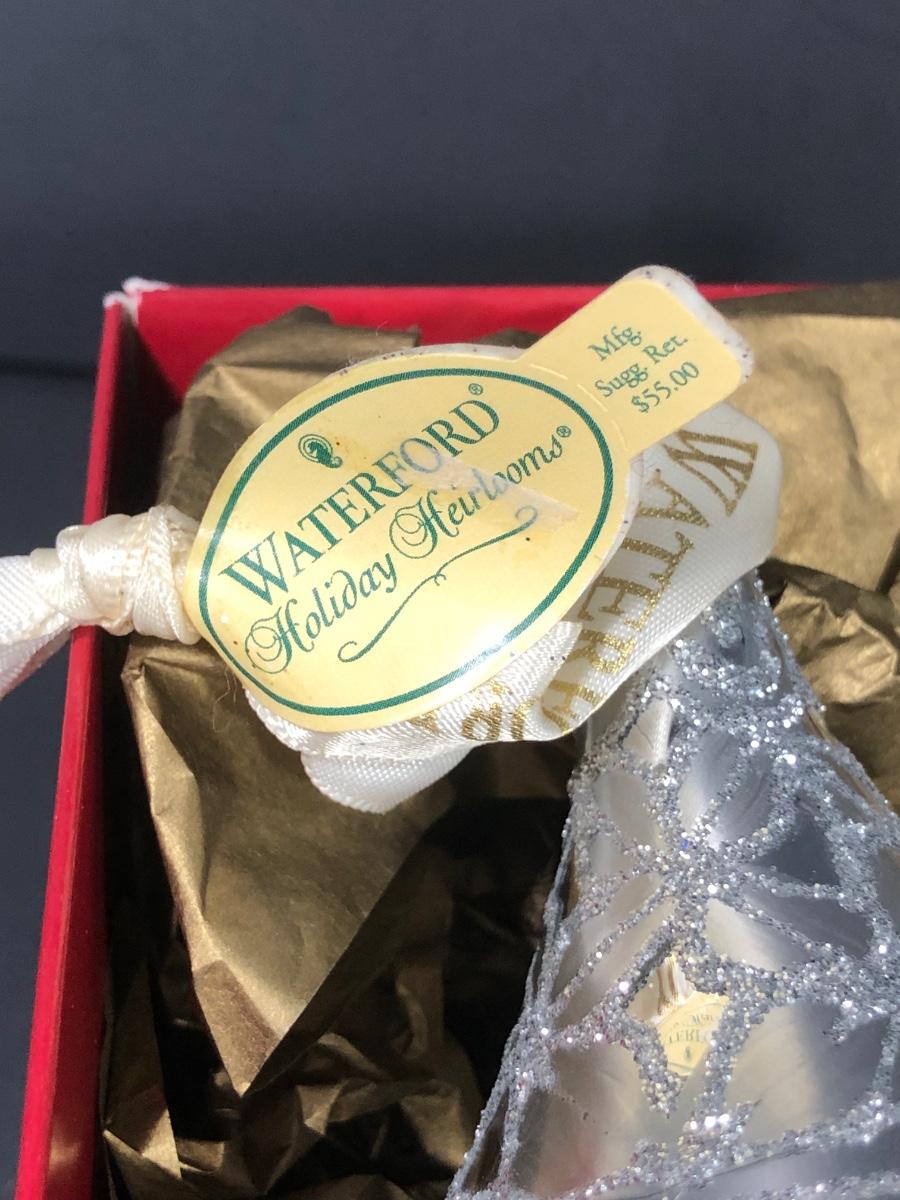 WATERFORD®
Holiday Heirlooms®
Mfg.
Sugg. Ret.
$55.00
WATERF